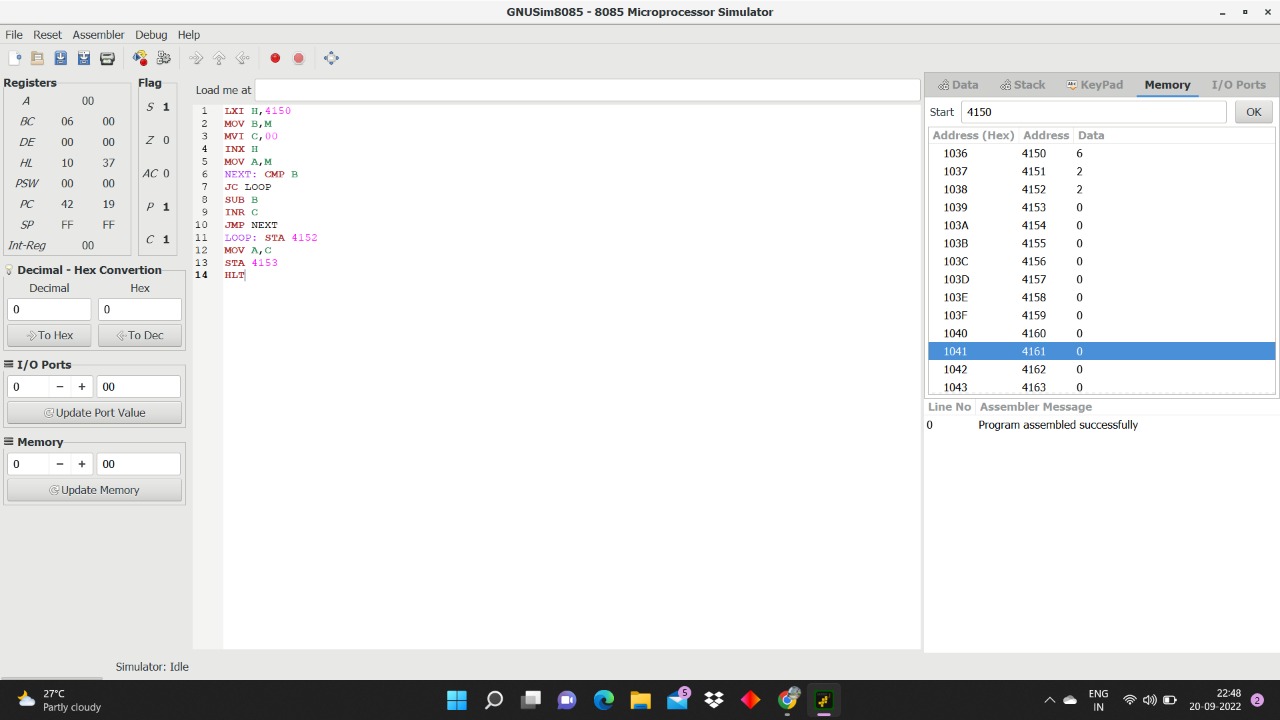 GNUSim8085 - 8085 Microprocessor Simulator
File Reset Assembler Debug Help
Registers
A 00
BC 06 00
DE 00 00
HL 10 37
PSW 00 00
PC 42 19
SP FF FF
Int-Reg 00
Flag
S 1
Z 0
AC 0
P 1
C 1
Decimal - Hex Convertion
Decimal Hex
0 0
To Hex To Dec
I/O Ports
0 − + 00
Update Port Value
Memory
0 − + 00
Update Memory
Load me at
1 LXI H,4150
2 MOV B,M
3 MVI C,00
4 INX H
5 MOV A,M
6 NEXT: CMP B
7 JC LOOP
8 SUB B
9 INR C
10 JMP NEXT
11 LOOP: STA 4152
12 MOV A,C
13 STA 4153
14 HLT
Data Stack KeyPad Memory I/O Ports
Start 4150 OK
Address (Hex) Address Data
1036 4150 6
1037 4151 2
1038 4152 2
1039 4153 0
103A 4154 0
103B 4155 0
103C 4156 0
103D 4157 0
103E 4158 0
103F 4159 0
1040 4160 0
1041 4161 0
1042 4162 0
1043 4163 0
Line No Assembler Message
0 Program assembled successfully
Simulator: Idle
27°C
Partly cloudy
5
ENG
IN
22:48
20-09-2022
2